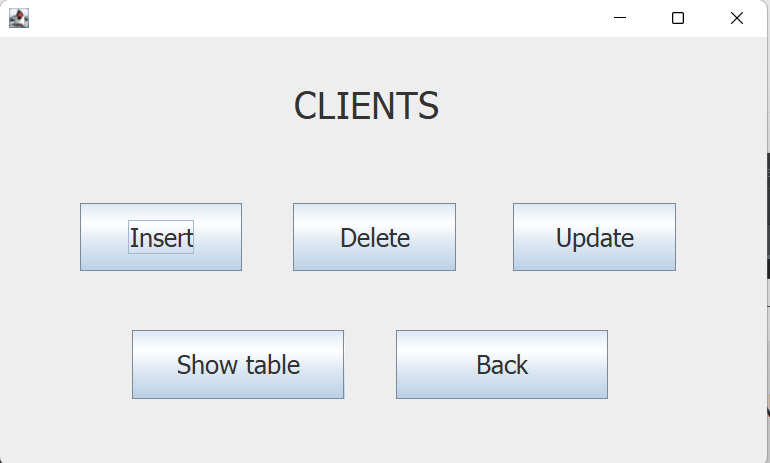 CLIENTS
Insert
Delete
Update
Show table
Back